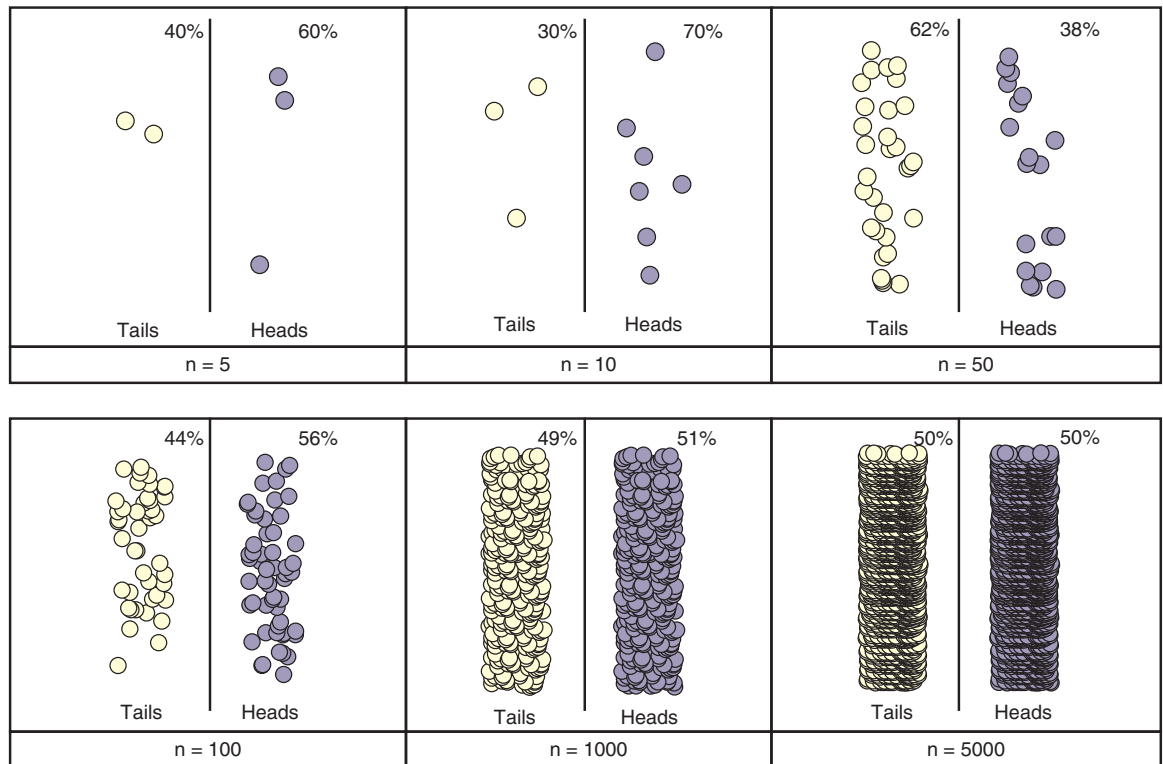 40% 60%
Tails Heads
n = 5
30% 70%
Tails Heads
n = 10
62% 38%
Tails Heads
n = 50
44% 56%
Tails Heads
n = 100
49% 51%
Tails Heads
n = 1000
50% 50%
Tails Heads
n = 5000